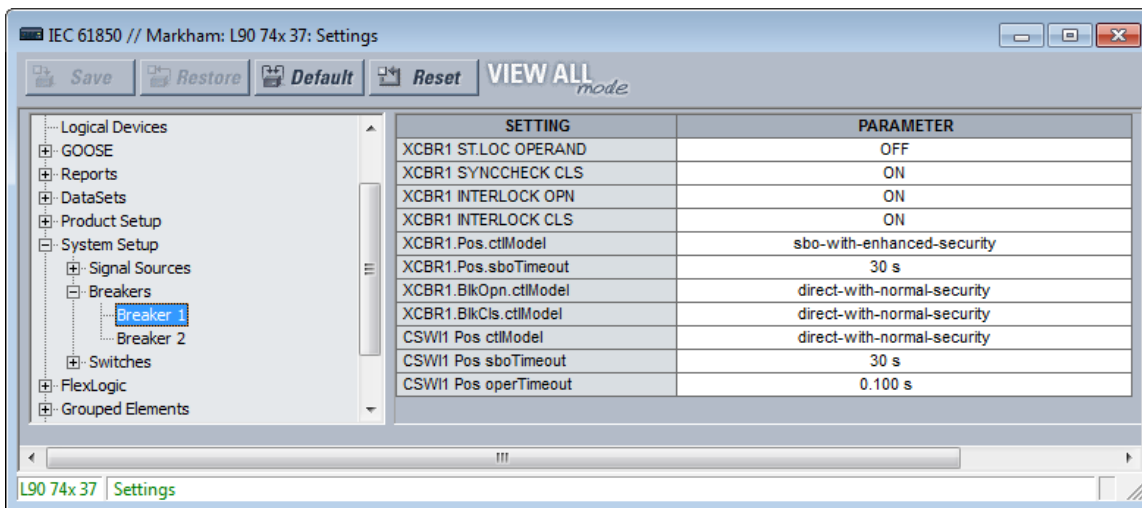 IEC 61850 // Markham: L90 74x 37: Settings
Save Restore Default Reset VIEW ALL mode
Logical Devices
GOOSE
Reports
DataSets
Product Setup
System Setup
Signal Sources
Breakers
Breaker 1
Breaker 2
Switches
FlexLogic
Grouped Elements
SETTING PARAMETER
XCBR1 ST.LOC OPERAND OFF
XCBR1 SYNCCHECK CLS ON
XCBR1 INTERLOCK OPN ON
XCBR1 INTERLOCK CLS ON
XCBR1.Pos.ctlModel sbo-with-enhanced-security
XCBR1.Pos.sboTimeout 30 s
XCBR1.BlkOpn.ctlModel direct-with-normal-security
XCBR1.BlkCls.ctlModel direct-with-normal-security
CSWI1 Pos ctlModel direct-with-normal-security
CSWI1 Pos sboTimeout 30 s
CSWI1 Pos operTimeout 0.100 s
L90 74x 37 Settings